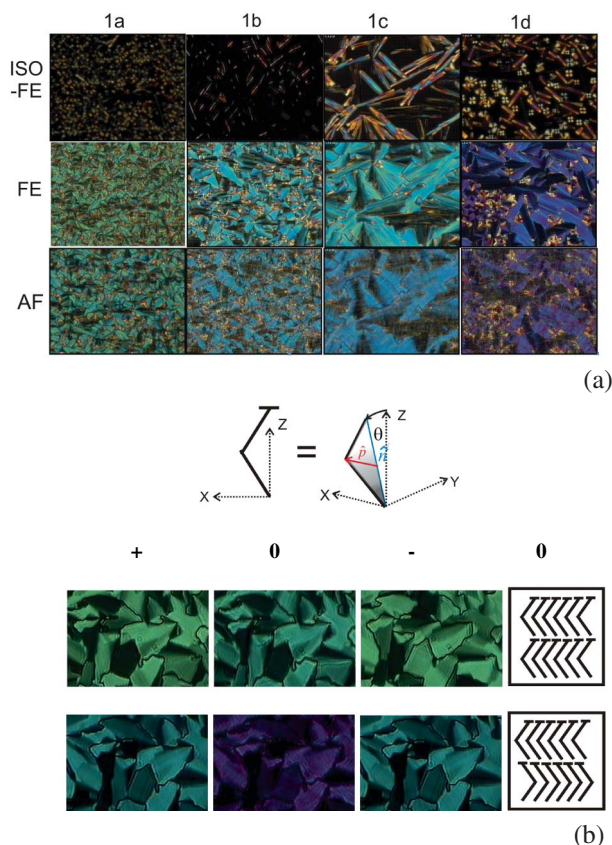 1a 1b 1c 1d
ISO
-FE
FE
AF
(a)
Z
X
=
Z
θ
p̂
n̂
X
Y
+ 0 - 0
(b)